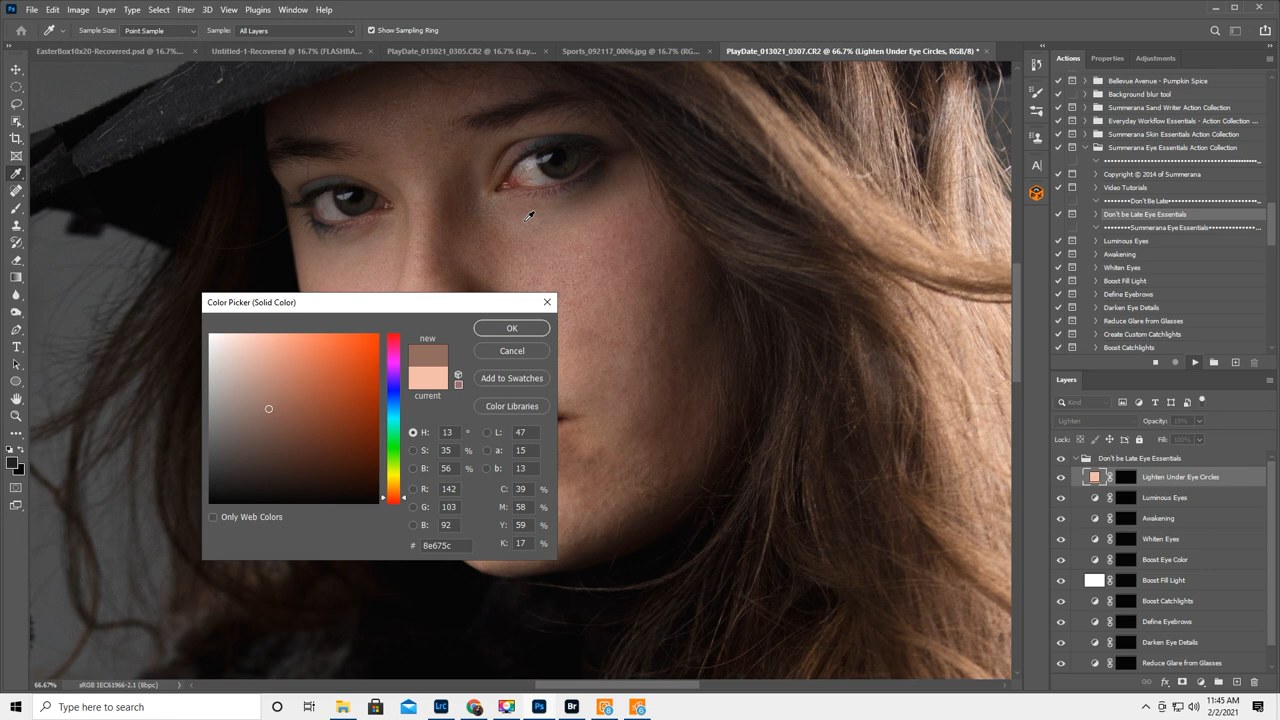 File Edit Image Layer Type Select Filter 3D View Plugins Window Help
Sample Size: Point Sample Sample: All Layers Show Sampling Ring
EasterBox10x20-Recovered.psd @ 16.7%... × Untitled-1-Recovered @ 16.7% (FLASHBA... × PlayDate_013021_0305.CR2 @ 16.7% (Lay... × Sports_092117_0006.jpg @ 16.7% (RG... × PlayDate_013021_0307.CR2 @ 66.7% (Lighten Under Eye Circles, RGB/8) * ×
Actions Properties Adjustments
Bellevue Avenue - Pumpkin Spice
Background blur tool
Summerana Sand Writer Action Collection
Everyday Workflow Essentials - Action Collection ...
Summerana Skin Essentials Action Collection
Summerana Eye Essentials Action Collection
Copyright © 2014 of Summerana
Video Tutorials
••••••••Don't Be Late••••••••
Don't be Late Eye Essentials
••••••••Summerana Eye Essentials••••••••
Luminous Eyes
Awakening
Whiten Eyes
Boost Fill Light
Define Eyebrows
Darken Eye Details
Reduce Glare from Glasses
Create Custom Catchlights
Boost Catchlights
Color Picker (Solid Color)
new
current
OK
Cancel
Add to Swatches
Color Libraries
H: 13 ° L: 47
S: 35 % a: 15
B: 56 % b: 13
R: 142 C: 39 %
G: 103 M: 58 %
B: 92 Y: 59 %
# 8e675c K: 17 %
Only Web Colors
Layers
Kind
Lighten Opacity: 19%
Lock: Fill: 100%
Don't be Late Eye Essentials
Lighten Under Eye Circles
Luminous Eyes
Awakening
Whiten Eyes
Boost Eye Color
Boost Fill Light
Boost Catchlights
Define Eyebrows
Darken Eye Details
Reduce Glare from Glasses
66.67% sRGB IEC61966-2.1 (8bpc)
Type here to search
LrC Ps Br
11:45 AM
2/2/2021